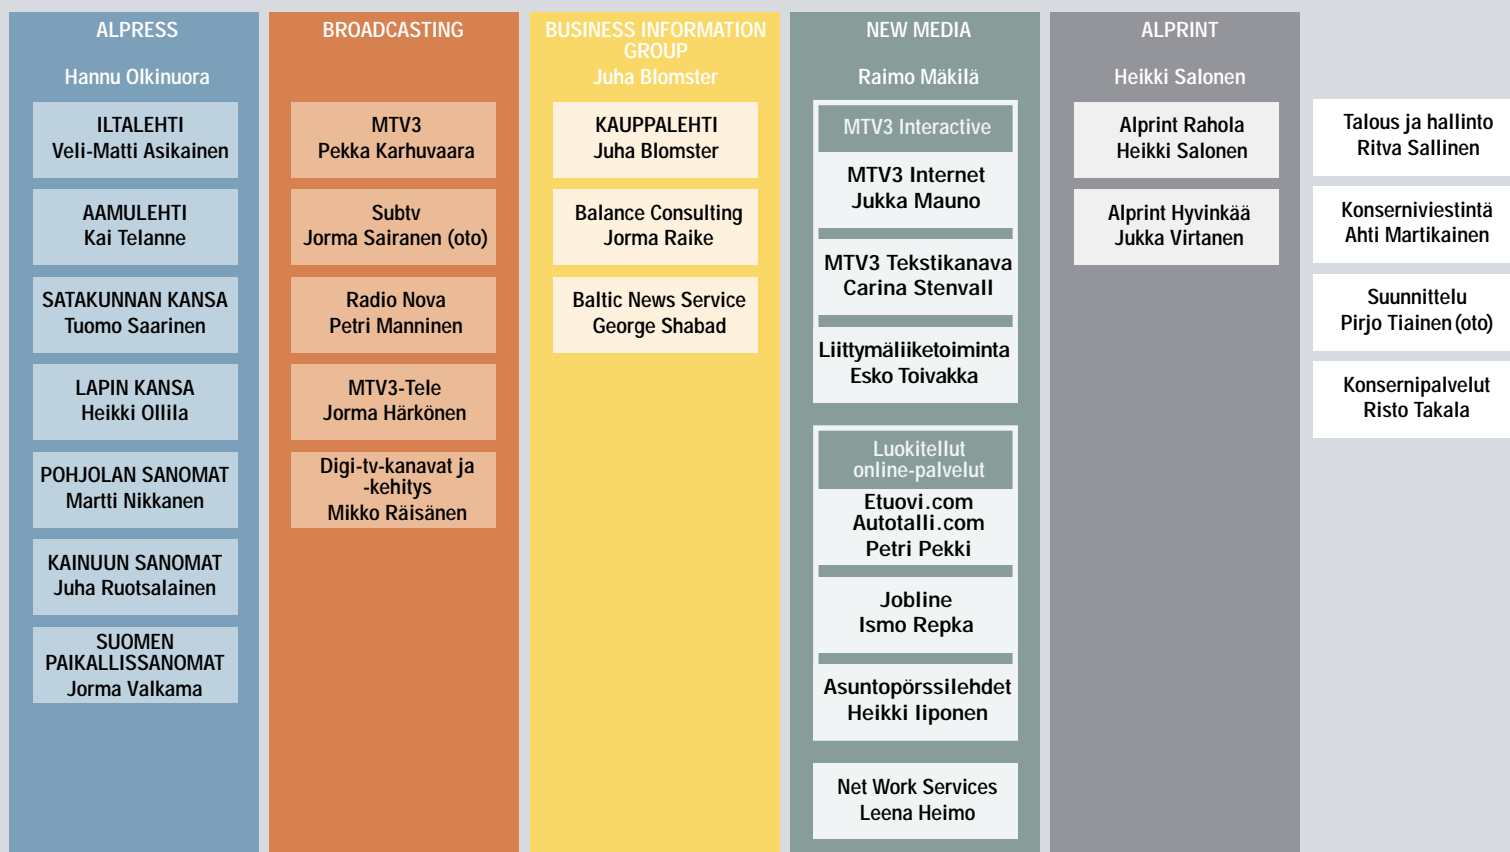 ALPRESS
Hannu Olkinuora
ILTALEHTI
Veli-Matti Asikainen
AAMULEHTI
Kai Telanne
SATAKUNNAN KANSA
Tuomo Saarinen
LAPIN KANSA
Heikki Ollila
POHJOLAN SANOMAT
Martti Nikkanen
KAINUUN SANOMAT
Juha Ruotsalainen
SUOMEN
PAIKALLISSANOMAT
Jorma Valkama
BROADCASTING
MTV3
Pekka Karhuvaara
Subtv
Jorma Sairanen (oto)
Radio Nova
Petri Manninen
MTV3-Tele
Jorma Härkönen
Digi-tv-kanavat ja
-kehitys
Mikko Räisänen
BUSINESS INFORMATION
GROUP
Juha Blomster
KAUPPALEHTI
Juha Blomster
Balance Consulting
Jorma Raike
Baltic News Service
George Shabad
NEW MEDIA
Raimo Mäkilä
MTV3 Interactive
MTV3 Internet
Jukka Mauno
MTV3 Tekstikanava
Carina Stenvall
Liittymäliiketoiminta
Esko Toivakka
Luokitellut
online-palvelut
Etuovi.com
Autotalli.com
Petri Pekki
Jobline
Ismo Repka
Asuntopörssilehdet
Heikki Iiponen
Net Work Services
Leena Heimo
ALPRINT
Heikki Salonen
Alprint Rahola
Heikki Salonen
Alprint Hyvinkää
Jukka Virtanen
Talous ja hallinto
Ritva Sallinen
Konserniviestintä
Ahti Martikainen
Suunnittelu
Pirjo Tiainen (oto)
Konsernipalvelut
Risto Takala